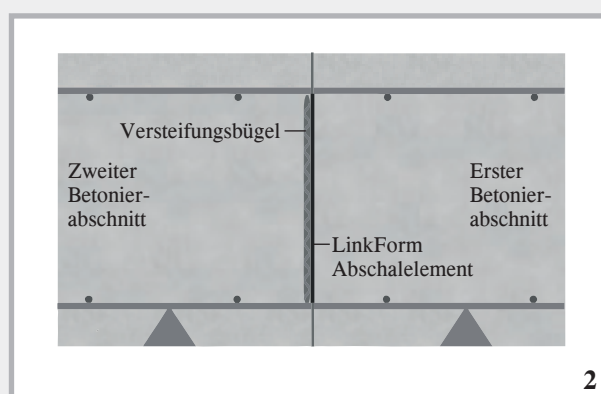 Versteifungsbügel
Zweiter
Betonier-
abschnitt
Erster
Betonier-
abschnitt
LinkForm
Abschalelement
2